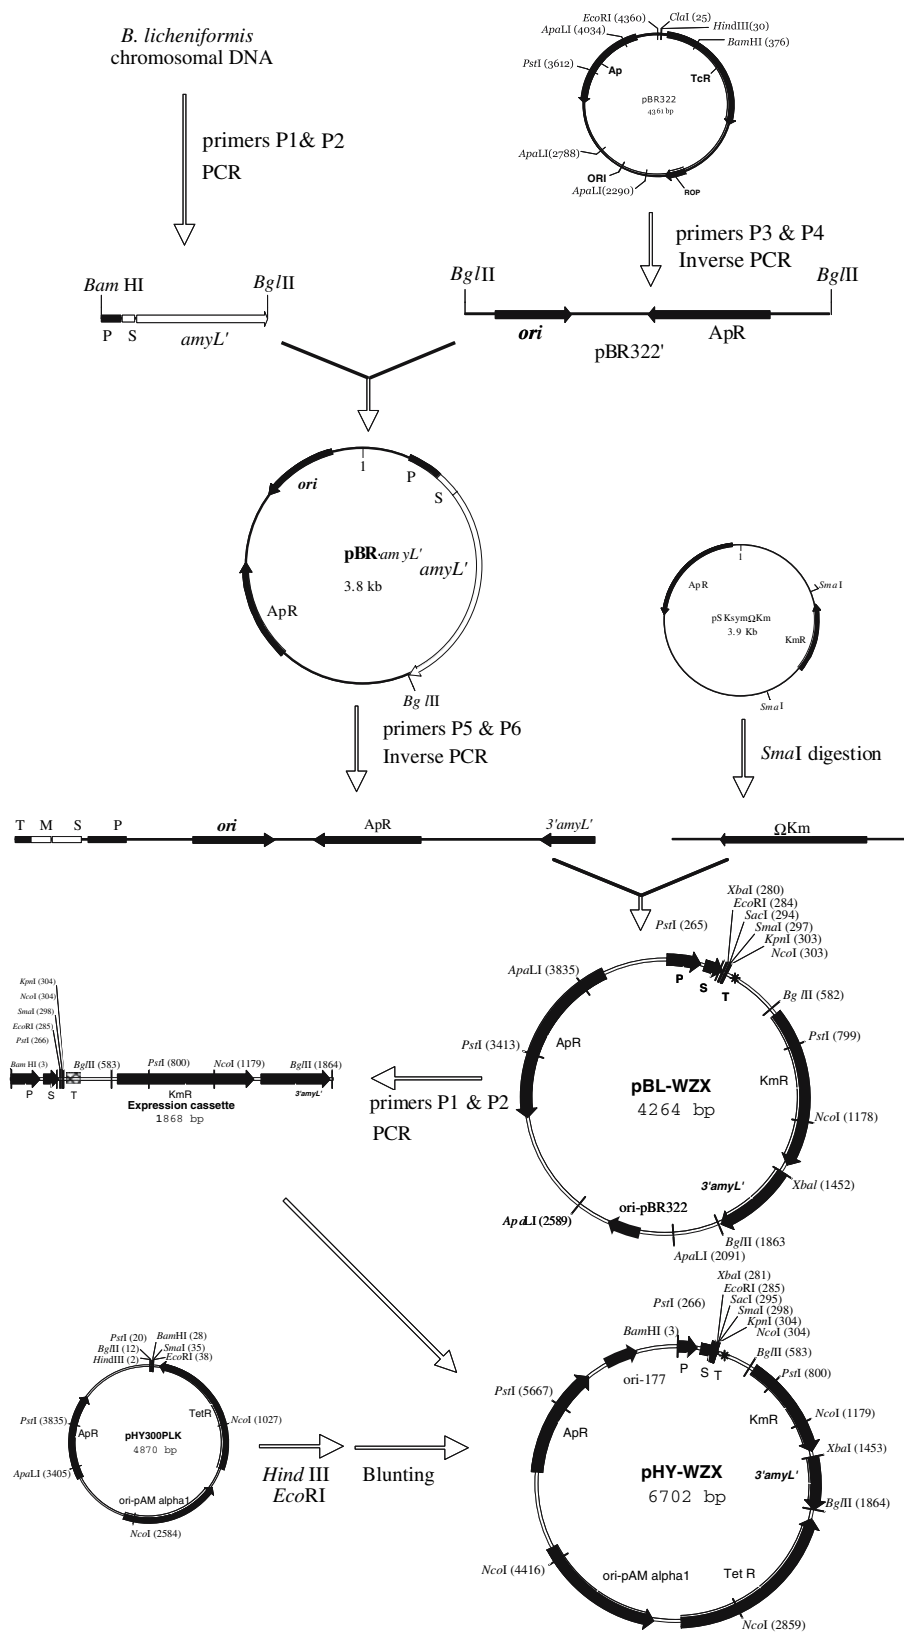 B. licheniformis
chromosomal DNA
primers P1& P2
PCR
EcoRI (4360)
ClaI (25)
HindIII(30)
ApaLI (4034)
BamHI (376)
PstI (3612)
Ap
TcR
pBR322
4361 bp
ApaLI(2788)
ORI
ApaLI(2290)
ROP
primers P3 & P4
Inverse PCR
Bam HI
BglII
P S amyL'
BglII
BglII
ori
ApR
pBR322'
1
P
S
ori
pBR-amyL'
amyL'
3.8 kb
ApR
Bg lII
1
ApR
SmaI
pSKsymΩKm
3.9 Kb
KmR
SmaI
primers P5 & P6
Inverse PCR
SmaI digestion
T M S P ori ApR 3'amyL'
ΩKm
XbaI (280)
EcoRI (284)
SacI (294)
SmaI (297)
KpnI (303)
NcoI (303)
PstI (265)
ApaLI (3835)
P
S
T
*
Bg lII (582)
PstI (799)
PstI (3413)
ApR
KmR
pBL-WZX
4264 bp
NcoI (1178)
3'amyL'
XbaI (1452)
ori-pBR322
ApaLI (2589)
BglII (1863
ApaLI (2091)
KpnI (304)
NcoI (304)
SmaI (298)
EcoRI (285)
PstI (266)
Bam HI (3)
BglII (583)
PstI (800)
NcoI (1179)
BglII (1864)
P S T KmR 3'amyL'
Expression cassette
1868 bp
primers P1 & P2
PCR
XbaI (281)
EcoRI (285)
SacI (295)
SmaI (298)
KpnI (304)
NcoI (304)
PstI (266)
BamHI (3)
P
S
T
*
BglII (583)
PstI (800)
ori-177
PstI (5667)
ApR
KmR
NcoI (1179)
XbaI (1453)
3'amyL'
pHY-WZX
6702 bp
BglII (1864)
NcoI (4416)
ori-pAM alpha1
Tet R
NcoI (2859)
PstI (20)
BamHI (28)
BglII (12)
SmaI (35)
HindIII (2)
EcoRI (38)
TetR
PstI (3835)
NcoI (1027)
ApR
pHY300PLK
4870 bp
ApaLI (3405)
ori-pAM alpha1
NcoI (2584)
Hind III
EcoRI
Blunting